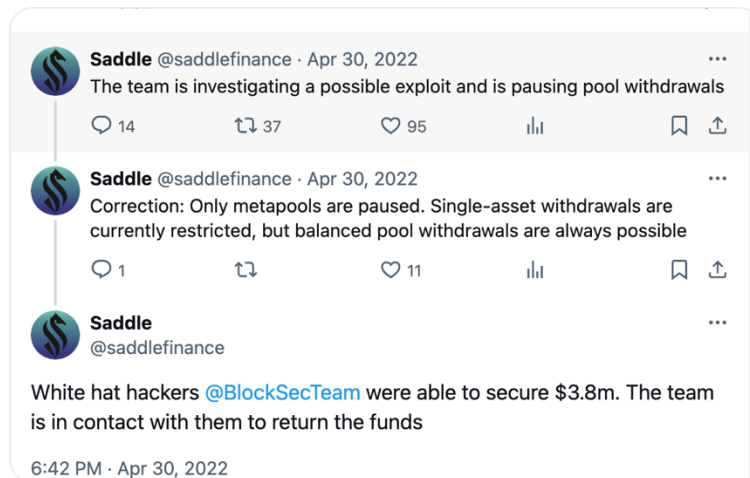 Saddle @saddlefinance · Apr 30, 2022
The team is investigating a possible exploit and is pausing pool withdrawals
14 37 95
Saddle @saddlefinance · Apr 30, 2022
Correction: Only metapools are paused. Single-asset withdrawals are
currently restricted, but balanced pool withdrawals are always possible
1 11
Saddle
@saddlefinance
White hat hackers @BlockSecTeam were able to secure $3.8m. The team
is in contact with them to return the funds
6:42 PM · Apr 30, 2022